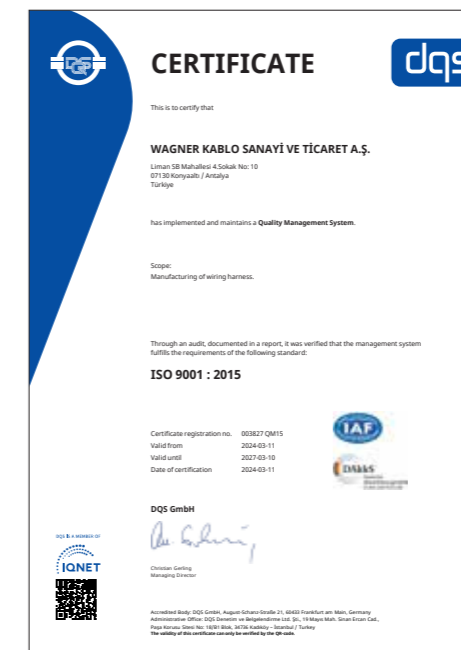 DQS
CERTIFICATE
dqs
This is to certify that
WAGNER KABLO SANAYİ VE TİCARET A.Ş.
Liman SB Mahallesi 4.Sokak No: 10
07130 Konyaaltı / Antalya
Türkiye
has implemented and maintains a Quality Management System.
Scope:
Manufacturing of wiring harness.
Through an audit, documented in a report, it was verified that the management system
fulfills the requirements of the following standard:
ISO 9001 : 2015
Certificate registration no. 003827 QM15
Valid from 2024-03-11
Valid until 2027-03-10
Date of certification 2024-03-11
IAF
DAkkS
DQS GmbH
Christian Gerling
Managing Director
DQS IS A MEMBER OF
IQNET
Accredited Body: DQS GmbH, August-Schanz-Straße 21, 60433 Frankfurt am Main, Germany
Administrative Office: DQS Denetim ve Belgelendirme Ltd. Şti., 19 Mayıs Mah. Sinan Ercan Cad.,
Paşa Korusu Sitesi No: 18/B1 Blok, 34736 Kadıköy – İstanbul / Turkey
The validity of this certificate can only be verified by the QR-code.